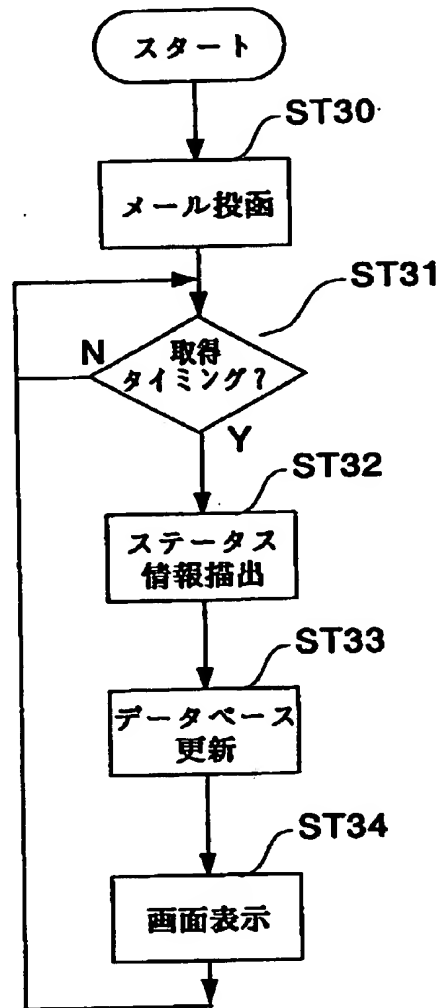 スタート
ST30
メール投函
ST31
N
取得
タイミング?
Y
ST32
ステータス
情報描出
ST33
データベース
更新
ST34
画面表示